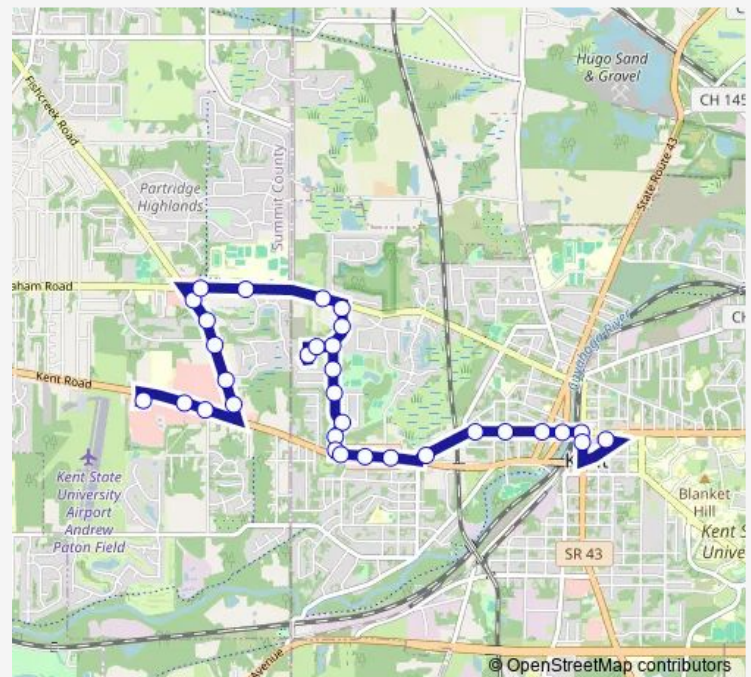 Hugo Sand
& Gravel
CH 145
Fishcreek Road
State Route 43
Partridge
Highlands
Summit County
aham Road
Cuyahoga River
Kent Road
Kent State
University
Airport
Andrew
Paton Field
Blanket
Hill
Kent S
Unive
SR 43
Avenue
© OpenStreetMap contributors